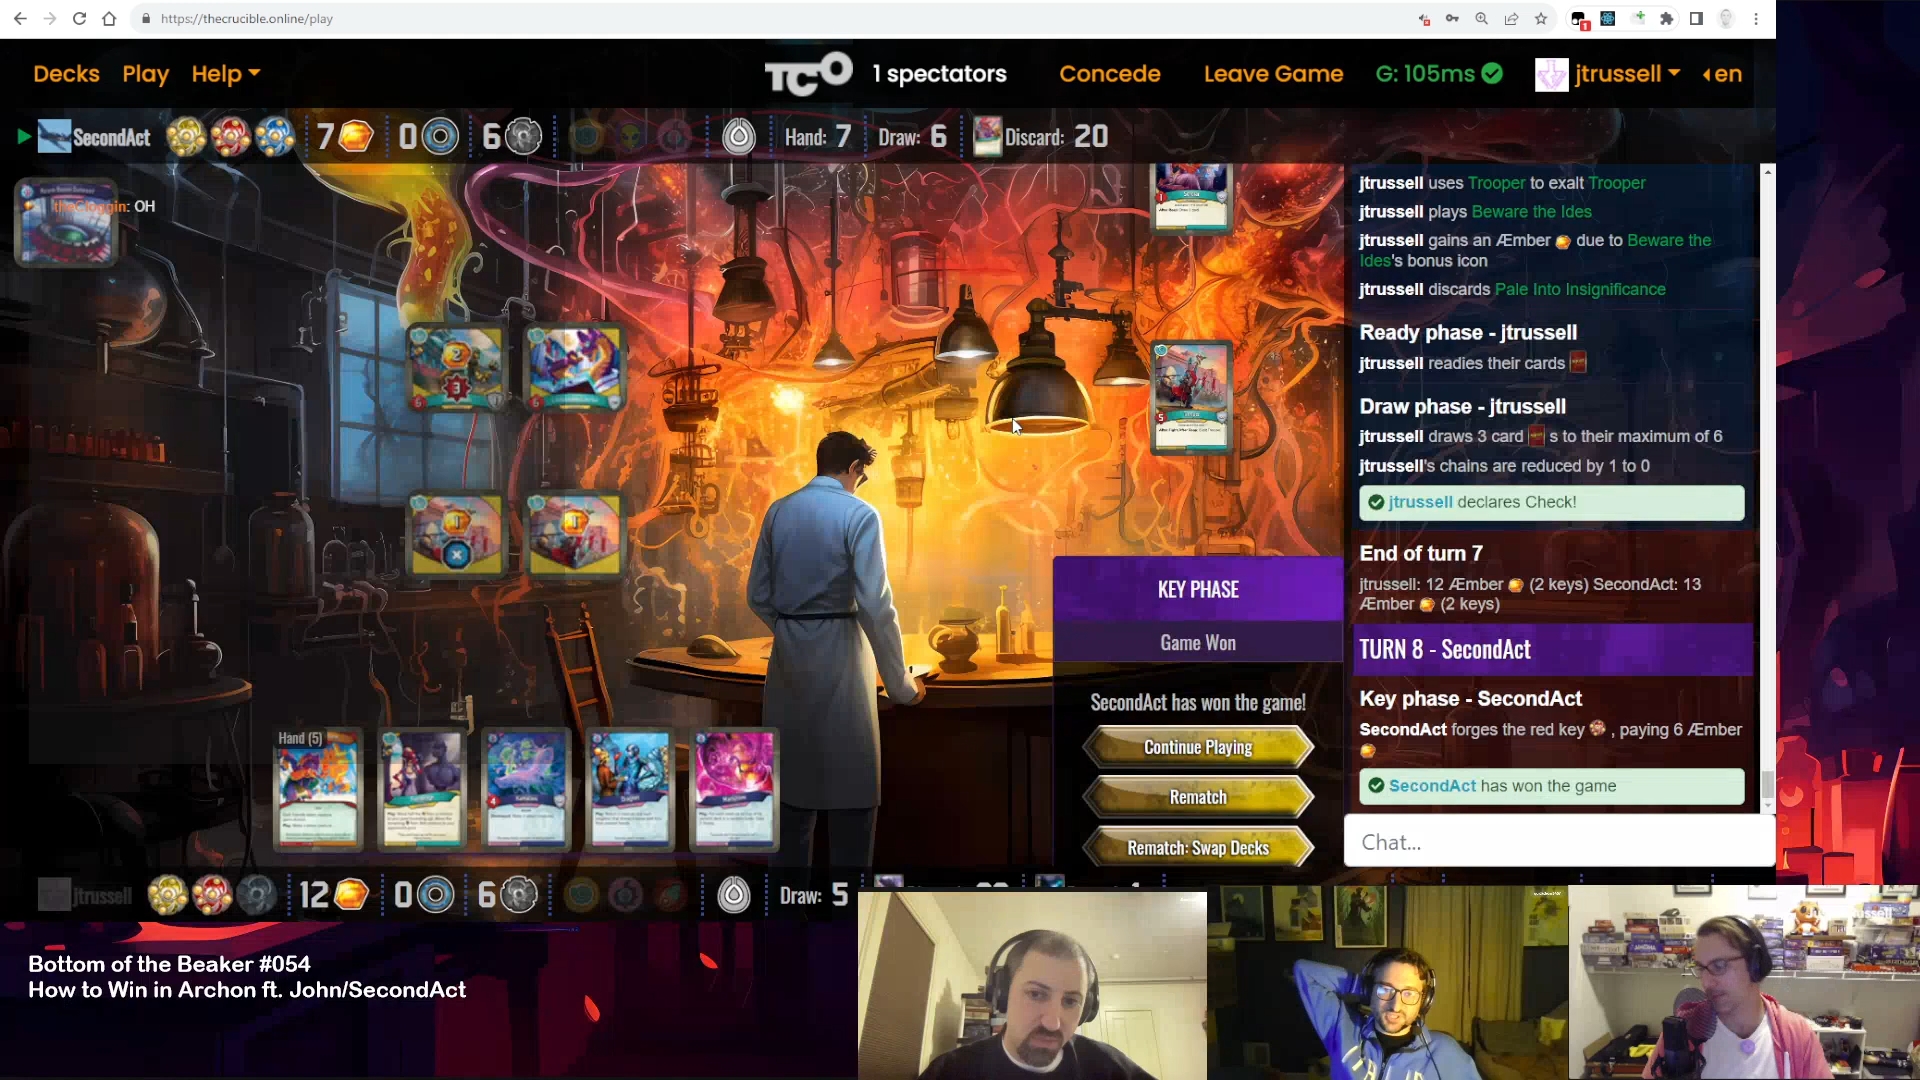 https://thecrucible.online/play
1
Decks Play Help
TCO
1 spectators
Concede
Leave Game
G: 105ms
jtrussell
en
SecondAct
7
0
6
Hand: 7
Draw: 6
Discard: 20
: OH
jtrussell uses Trooper to exalt Trooper
jtrussell plays Beware the Ides
jtrussell gains an Æmber due to Beware the
Ides's bonus icon
jtrussell discards Pale Into Insignificance
Ready phase - jtrussell
jtrussell readies their cards
Draw phase - jtrussell
jtrussell draws 3 card s to their maximum of 6
jtrussell's chains are reduced by 1 to 0
jtrussell declares Check!
End of turn 7
jtrussell: 12 Æmber (2 keys) SecondAct: 13
Æmber (2 keys)
TURN 8 - SecondAct
Key phase - SecondAct
SecondAct forges the red key , paying 6 Æmber
SecondAct has won the game
Chat...
KEY PHASE
Game Won
SecondAct has won the game!
Continue Playing
Rematch
Rematch: Swap Decks
Hand (5)
jtrussell
12
0
6
Draw: 5
Bottom of the Beaker #054
How to Win in Archon ft. John/SecondAct